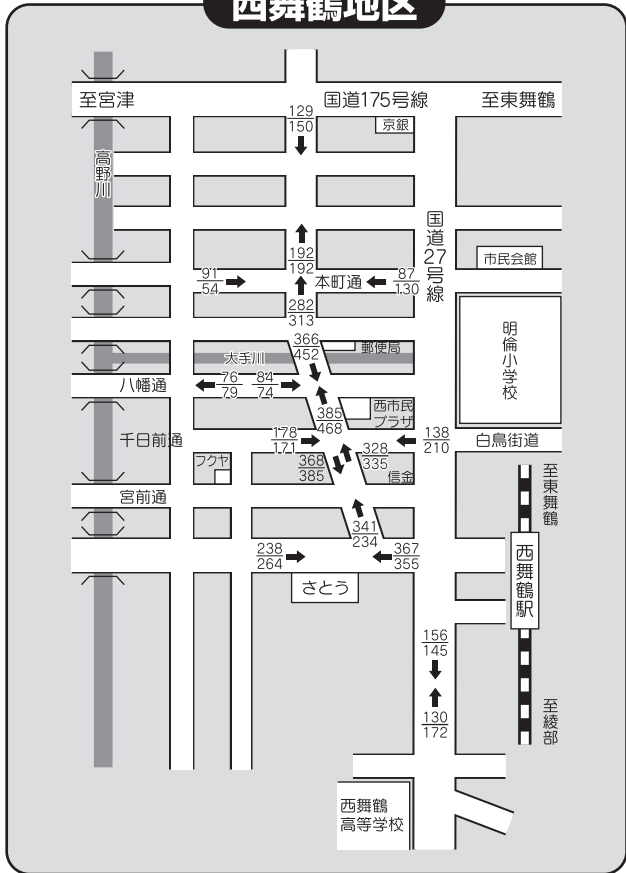 西舞鶴地区
至宮津
国道175号線
至東舞鶴
129
150
京銀
高野川
国道27号線
192
192
市民会館
91
54
本町通
87
130
282
313
明倫小学校
366
452
郵便局
大手川
八幡通
76
79
84
74
385
468
西市民
プラザ
千日前通
178
171
138
210
白鳥街道
328
335
フクヤ
368
385
信金
至東舞鶴
宮前通
341
234
238
264
367
355
西舞鶴駅
さとう
156
145
130
172
至綾部
西舞鶴
高等学校